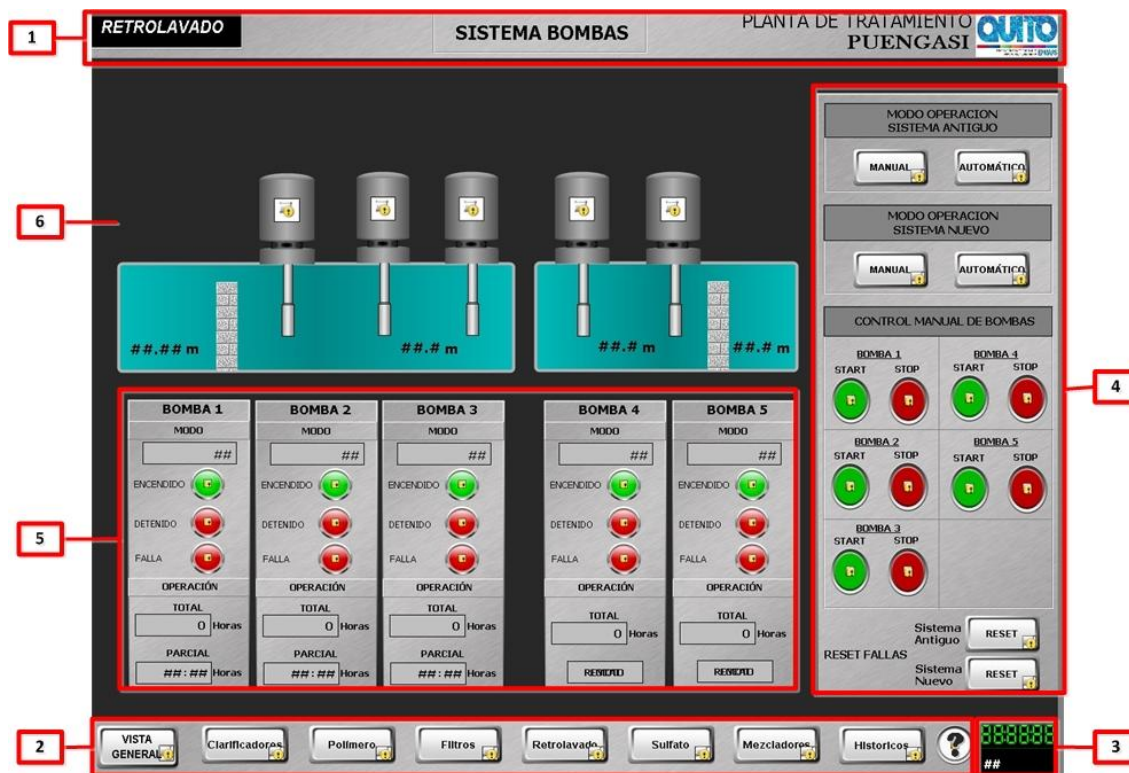 1
RETROLAVADO
SISTEMA BOMBAS
PLANTA DE TRATAMIENTO
PUENGASI
QUITO
6
##.## m
##.# m
##.# m
##.# m
MODO OPERACION
SISTEMA ANTIGUO
MANUAL
AUTOMÁTICO
MODO OPERACION
SISTEMA NUEVO
MANUAL
AUTOMÁTICO
CONTROL MANUAL DE BOMBAS
BOMBA 1
START STOP
BOMBA 4
START STOP
BOMBA 2
START STOP
BOMBA 5
START STOP
BOMBA 3
START STOP
RESET FALLAS
Sistema
Antiguo
RESET
Sistema
Nuevo
RESET
4
5
BOMBA 1
MODO
##
ENCENDIDO
DETENIDO
FALLA
OPERACIÓN
TOTAL
0 Horas
PARCIAL
##:## Horas
BOMBA 2
MODO
##
ENCENDIDO
DETENIDO
FALLA
OPERACIÓN
TOTAL
0 Horas
PARCIAL
##:## Horas
BOMBA 3
MODO
##
ENCENDIDO
DETENIDO
FALLA
OPERACIÓN
TOTAL
0 Horas
PARCIAL
##:## Horas
BOMBA 4
MODO
##
ENCENDIDO
DETENIDO
FALLA
OPERACIÓN
TOTAL
0 Horas
BOMBA 5
MODO
##
ENCENDIDO
DETENIDO
FALLA
OPERACIÓN
TOTAL
0 Horas
2
VISTA
GENERAL
Clarificadores
Polímero
Filtros
Retrolavado
Sulfato
Mezcladores
Historicos
?
##
3